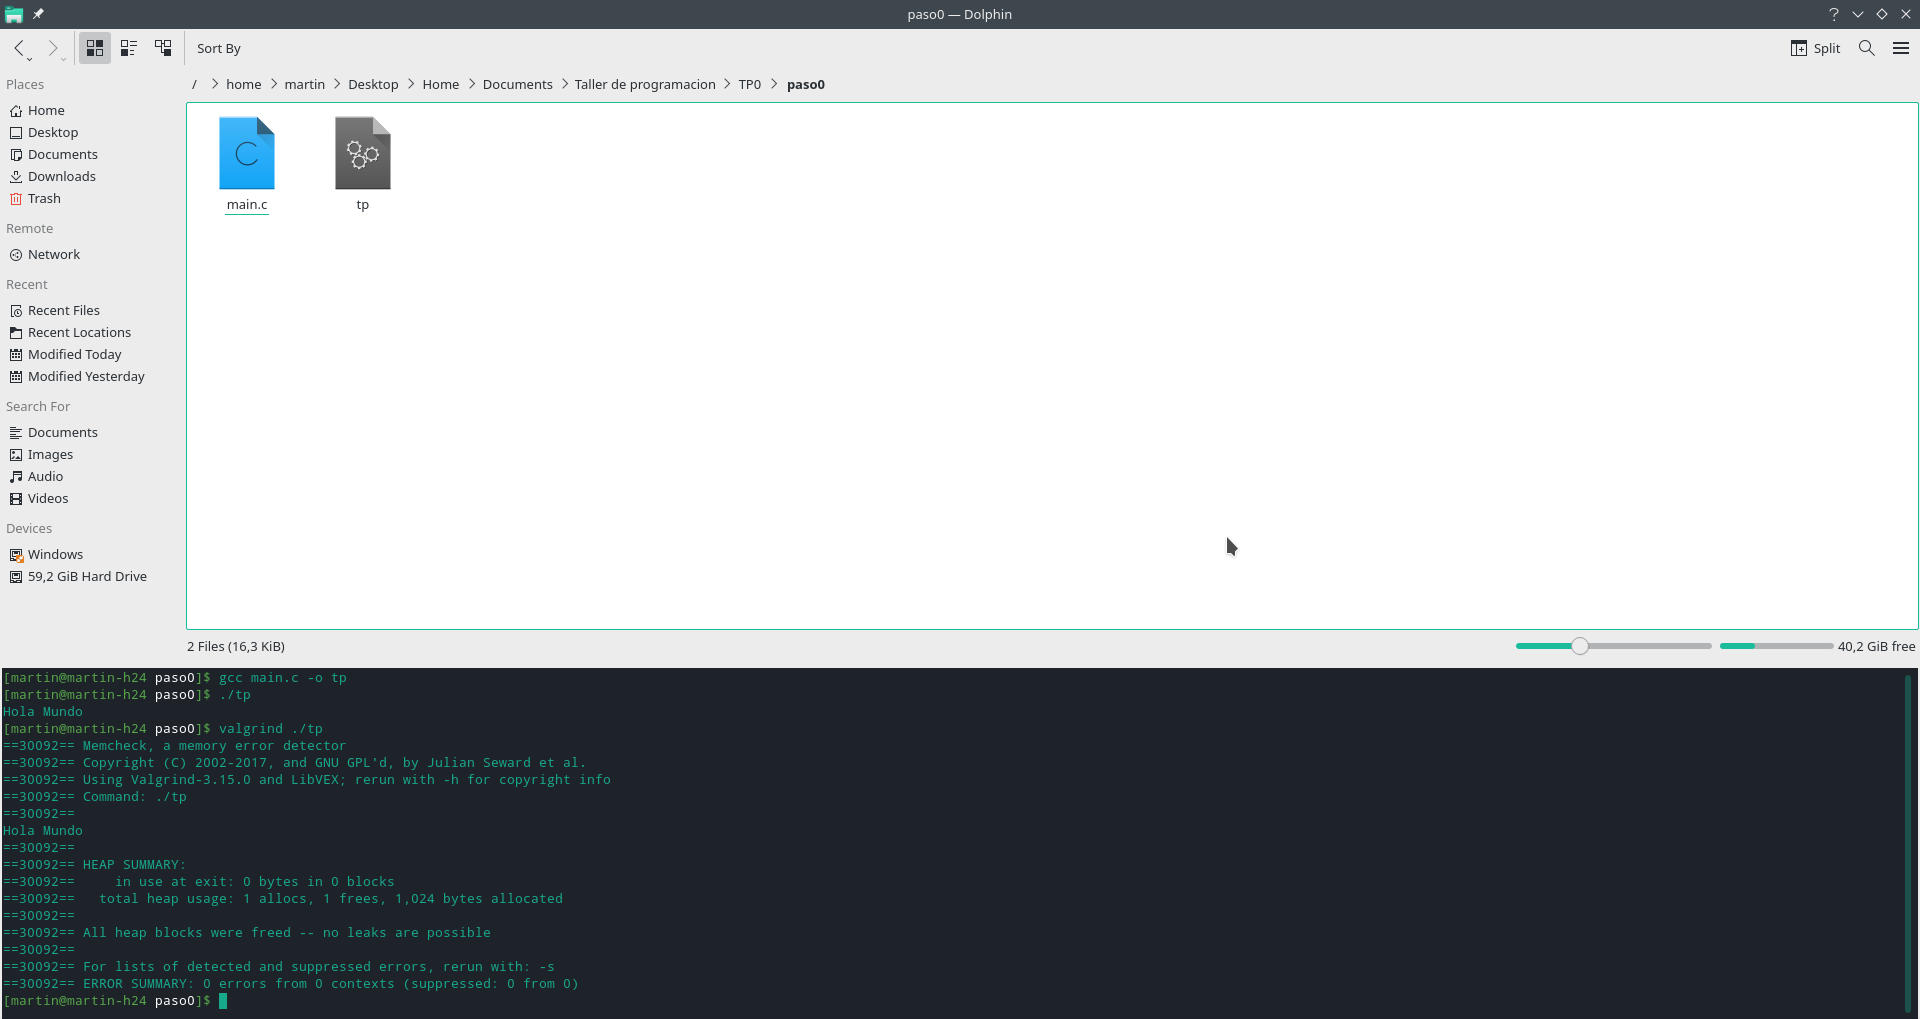 paso0 — Dolphin
Sort By
Split
/ > home > martin > Desktop > Home > Documents > Taller de programacion > TP0 > paso0
Places
Home
Desktop
Documents
Downloads
Trash
Remote
Network
Recent
Recent Files
Recent Locations
Modified Today
Modified Yesterday
Search For
Documents
Images
Audio
Videos
Devices
Windows
59,2 GiB Hard Drive
C
main.c
tp
2 Files (16,3 KiB)
40,2 GiB free
[martin@martin-h24 paso0]$ gcc main.c -o tp
[martin@martin-h24 paso0]$ ./tp
Hola Mundo
[martin@martin-h24 paso0]$ valgrind ./tp
==30092== Memcheck, a memory error detector
==30092== Copyright (C) 2002-2017, and GNU GPL'd, by Julian Seward et al.
==30092== Using Valgrind-3.15.0 and LibVEX; rerun with -h for copyright info
==30092== Command: ./tp
==30092==
Hola Mundo
==30092==
==30092== HEAP SUMMARY:
==30092==     in use at exit: 0 bytes in 0 blocks
==30092==   total heap usage: 1 allocs, 1 frees, 1,024 bytes allocated
==30092==
==30092== All heap blocks were freed -- no leaks are possible
==30092==
==30092== For lists of detected and suppressed errors, rerun with: -s
==30092== ERROR SUMMARY: 0 errors from 0 contexts (suppressed: 0 from 0)
[martin@martin-h24 paso0]$